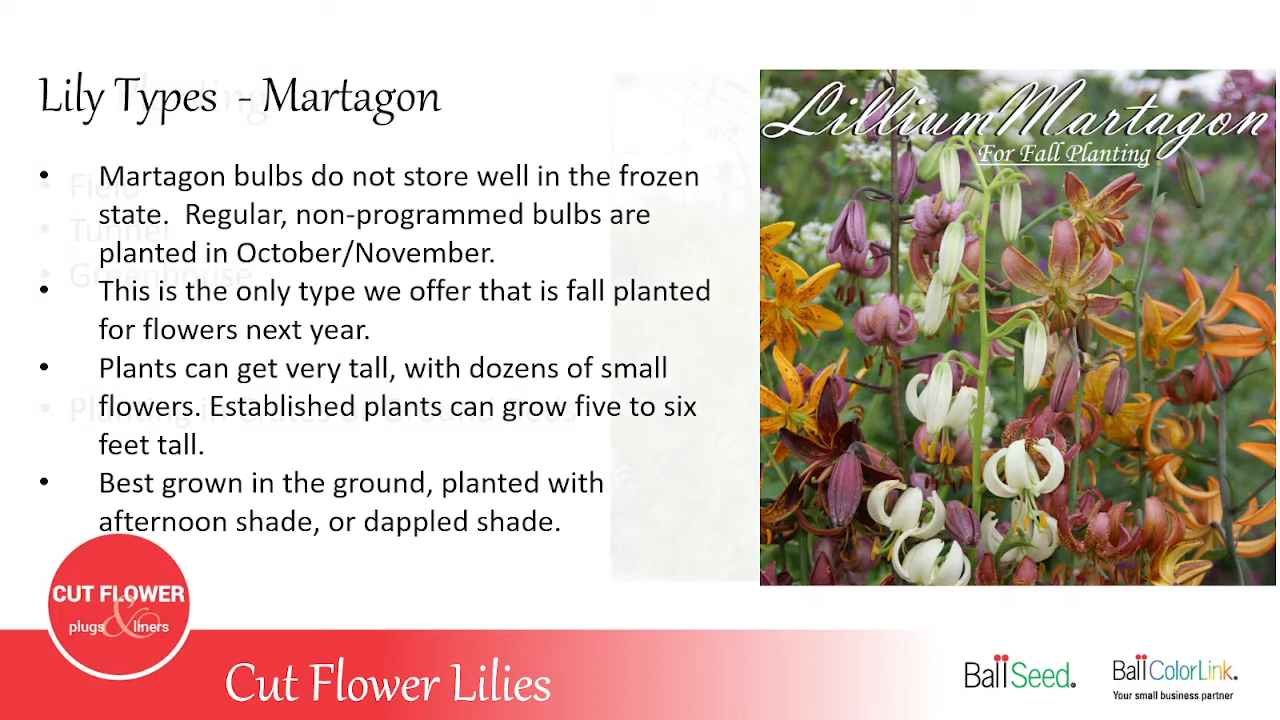 Lily Types - Martagon
• Martagon bulbs do not store well in the frozen
state. Regular, non-programmed bulbs are
planted in October/November.
• This is the only type we offer that is fall planted
for flowers next year.
• Plants can get very tall, with dozens of small
flowers. Established plants can grow five to six
feet tall.
• Best grown in the ground, planted with
afternoon shade, or dappled shade.
Lillium Martagon
For Fall Planting
• Field
• Tunnel
• Greenhouse
CUT FLOWER
plugs & liners
Cut Flower Lilies
Ball Seed.
Ball ColorLink.
Your small business partner